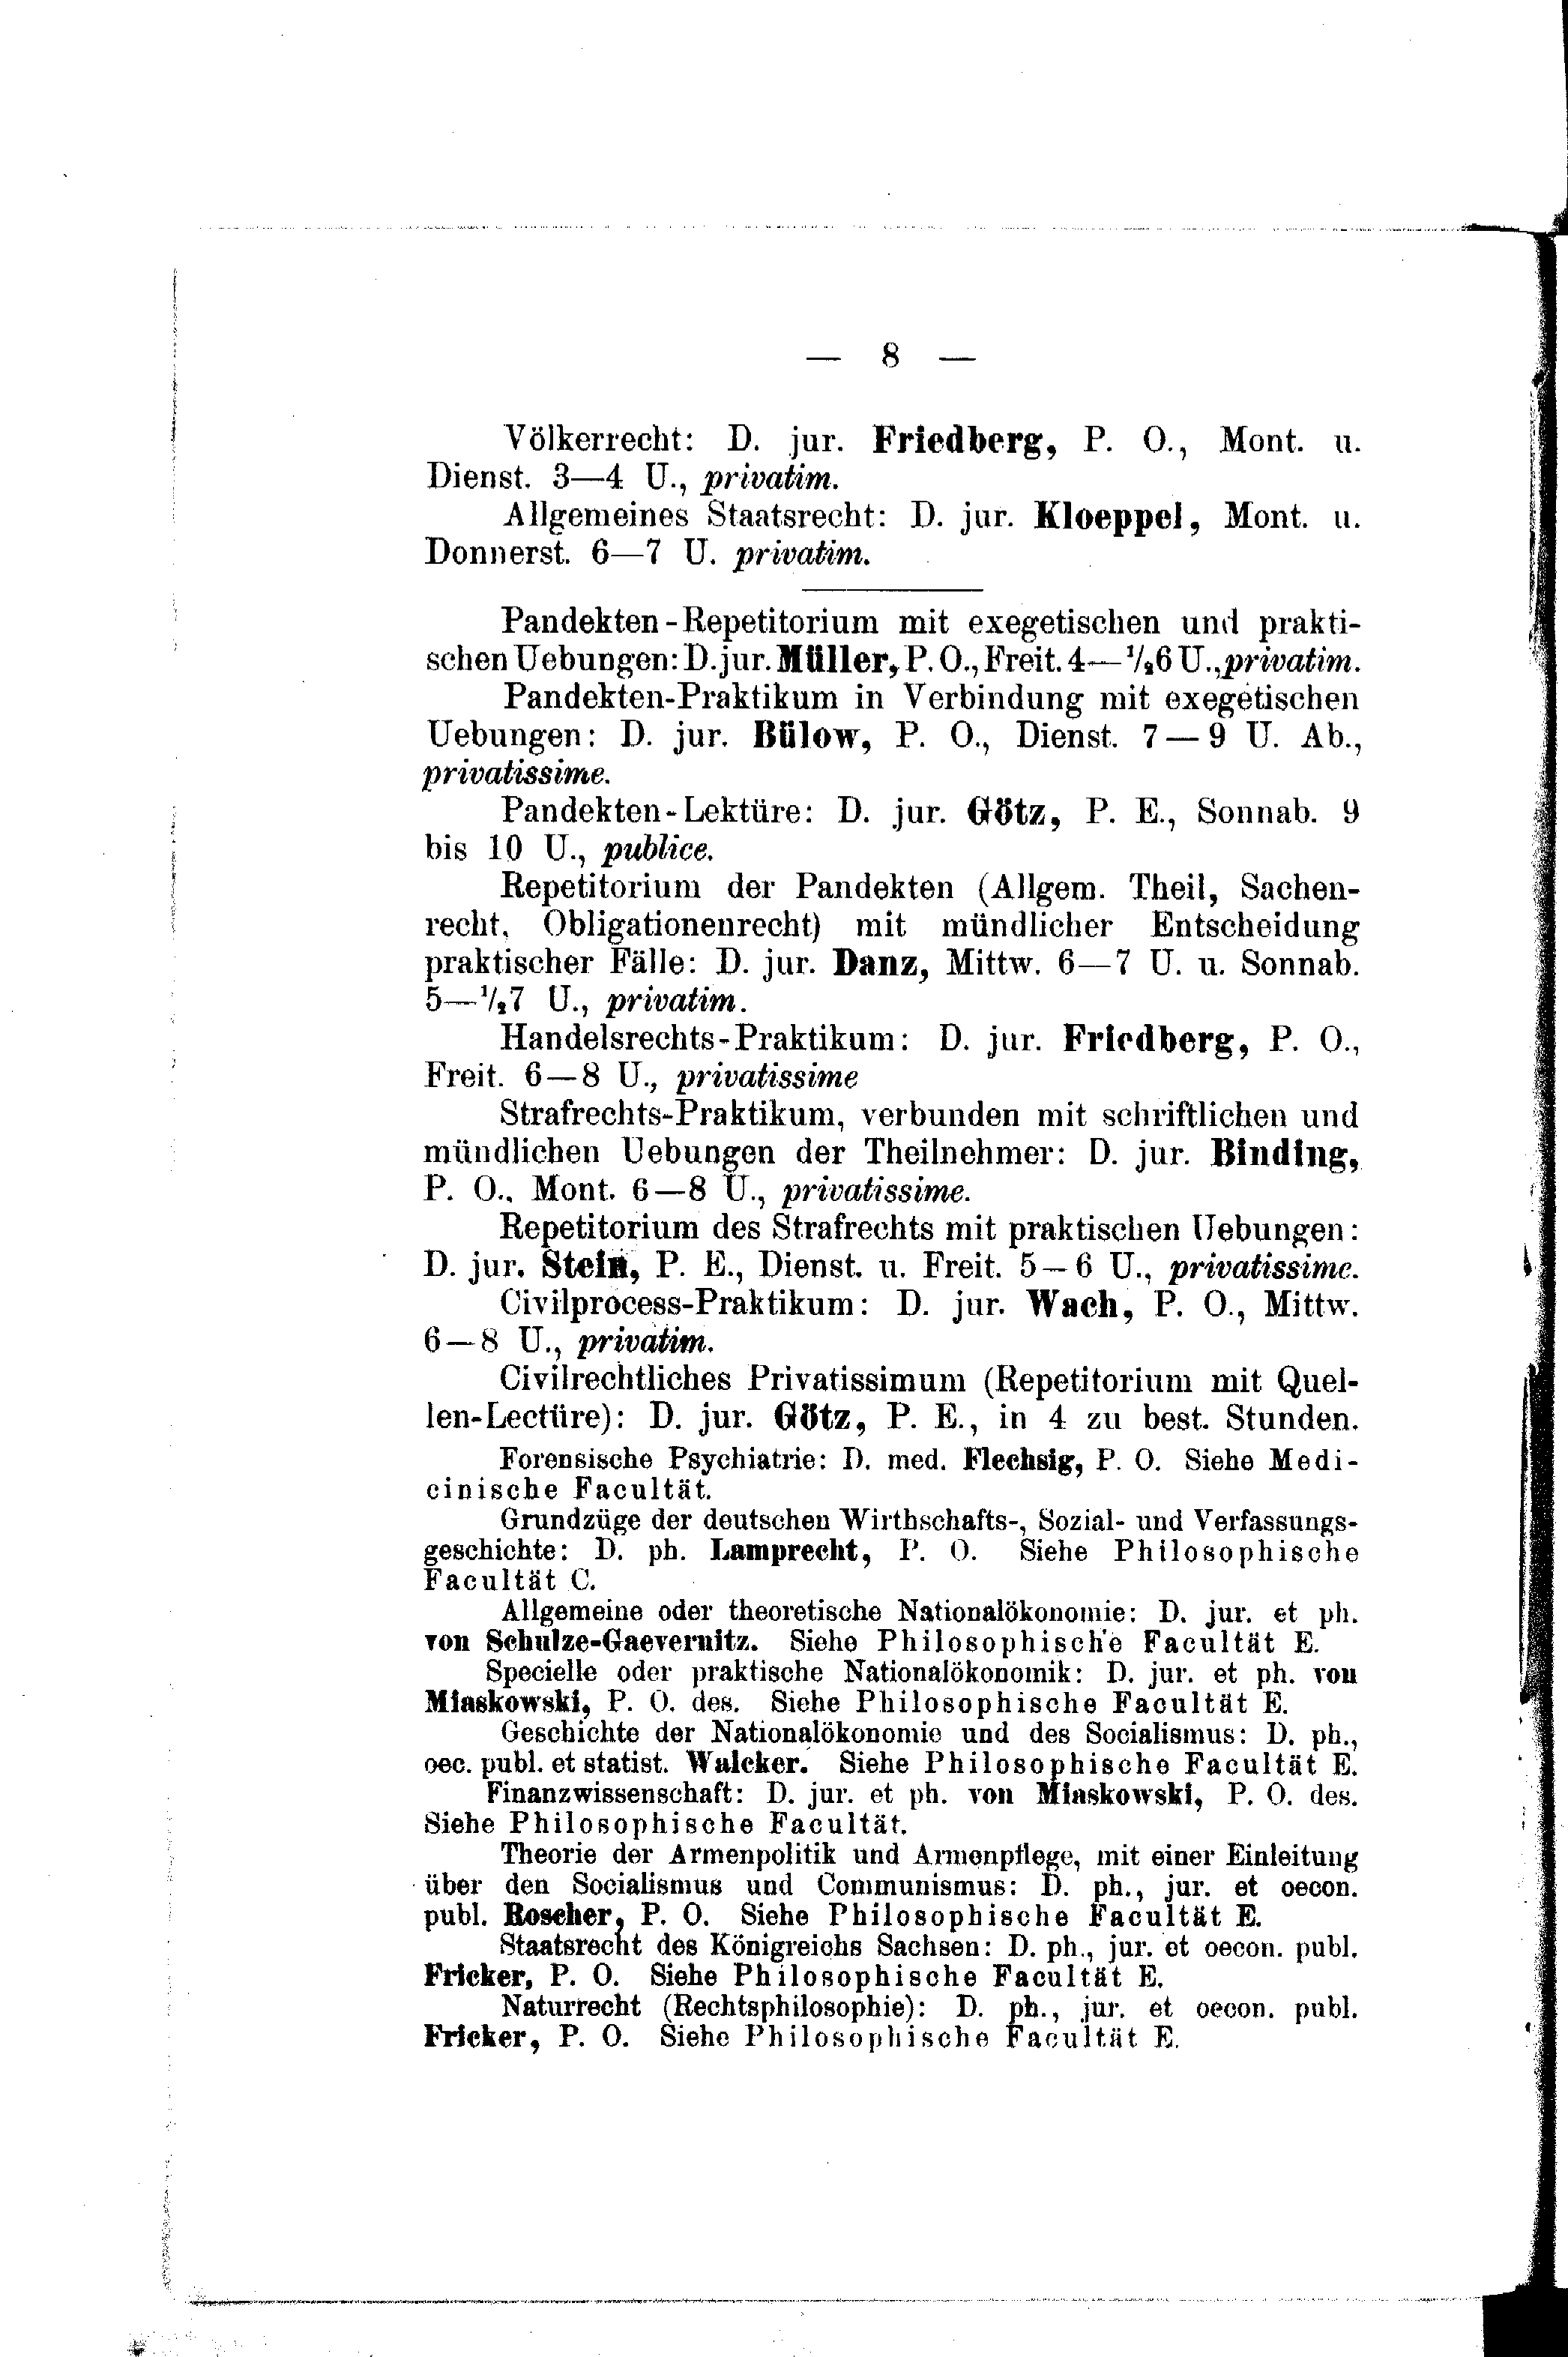 — 8 —
Völkerrecht: D. jur. Friedberg, P. O., Mont. u.
Dienst. 3—4 U., privatim.
Allgemeines Staatsrecht: D. jur. Kloeppel, Mont. u.
Donnerst. 6—7 U. privatim.
Pandekten-Repetitorium mit exegetischen und prakti-
schen Uebungen: D. jur. Müller, P. O., Freit. 4—1/26 U., privatim.
Pandekten-Praktikum in Verbindung mit exegetischen
Uebungen: D. jur. Bülow, P. O., Dienst. 7—9 U. Ab.,
privatissime.
Pandekten-Lektüre: D. jur. Götz, P. E., Sonnab. 9
bis 10 U., publice.
Repetitorium der Pandekten (Allgem. Theil, Sachen-
recht, Obligationenrecht) mit mündlicher Entscheidung
praktischer Fälle: D. jur. Danz, Mittw. 6—7 U. u. Sonnab.
5—1/27 U., privatim.
Handelsrechts-Praktikum: D. jur. Friedberg, P. O.,
Freit. 6—8 U., privatissime
Strafrechts-Praktikum, verbunden mit schriftlichen und
mündlichen Uebungen der Theilnehmer: D. jur. Binding,
P. O., Mont. 6—8 U., privatissime.
Repetitorium des Strafrechts mit praktischen Uebungen:
D. jur. Stein, P. E., Dienst. u. Freit. 5—6 U., privatissime.
Civilprocess-Praktikum: D. jur. Wach, P. O., Mittw.
6—8 U., privatim.
Civilrechtliches Privatissimum (Repetitorium mit Quel-
len-Lectüre): D. jur. Götz, P. E., in 4 zu best. Stunden.
Forensische Psychiatrie: D. med. Flechsig, P. O. Siehe Medi-
cinische Facultät.
Grundzüge der deutschen Wirthschafts-, Sozial- und Verfassungs-
geschichte: D. ph. Lamprecht, P. O. Siehe Philosophische
Facultät C.
Allgemeine oder theoretische Nationalökonomie: D. jur. et ph.
von Schulze-Gaevernitz. Siehe Philosophische Facultät E.
Specielle oder praktische Nationalökonomik: D. jur. et ph. von
Miaskowski, P. O. des. Siehe Philosophische Facultät E.
Geschichte der Nationalökonomie und des Socialismus: D. ph.,
oec. publ. et statist. Walcker. Siehe Philosophische Facultät E.
Finanzwissenschaft: D. jur. et ph. von Miaskowski, P. O. des.
Siehe Philosophische Facultät.
Theorie der Armenpolitik und Armenpflege, mit einer Einleitung
über den Socialismus und Communismus: D. ph., jur. et oecon.
publ. Roscher, P. O. Siehe Philosophische Facultät E.
Staatsrecht des Königreichs Sachsen: D. ph., jur. et oecon. publ.
Fricker, P. O. Siehe Philosophische Facultät E.
Naturrecht (Rechtsphilosophie): D. ph., jur. et oecon. publ.
Fricker, P. O. Siehe Philosophische Facultät E.